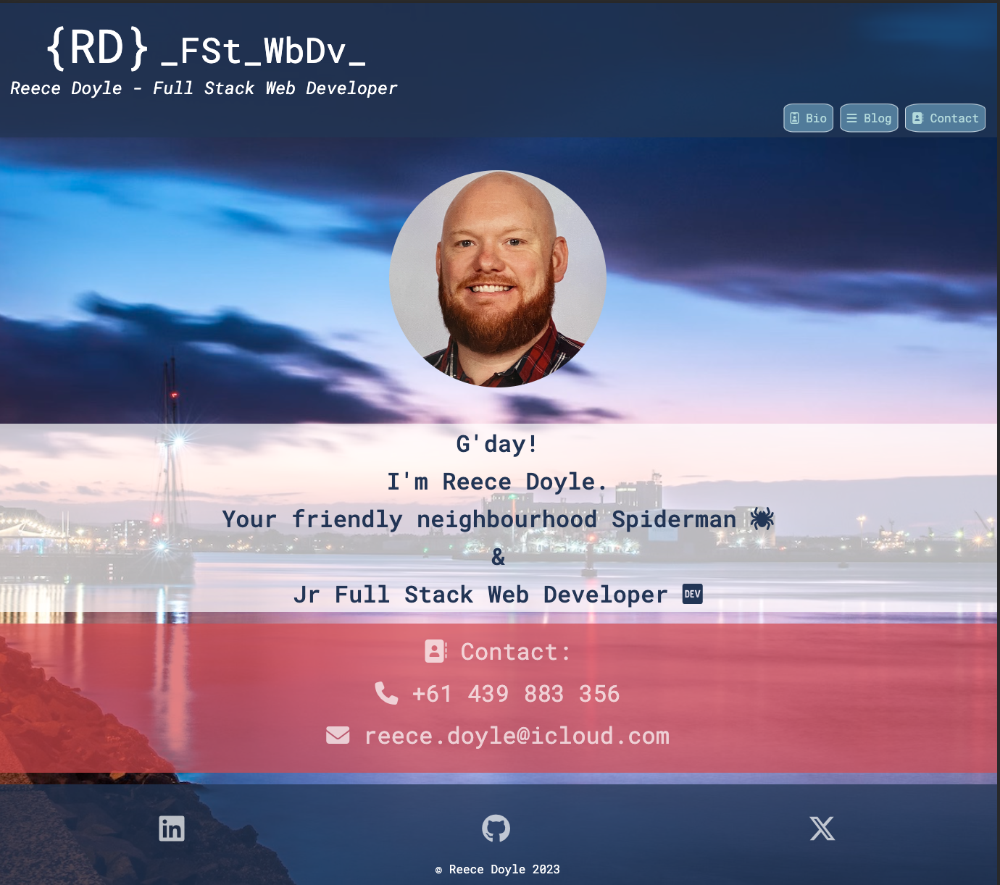 {RD} _FSt_WbDv_
Reece Doyle - Full Stack Web Developer
Bio
Blog
Contact
G'day!
I'm Reece Doyle.
Your friendly neighbourhood Spiderman
&
Jr Full Stack Web Developer DEV
Contact:
+61 439 883 356
reece.doyle@icloud.com
in
X
© Reece Doyle 2023